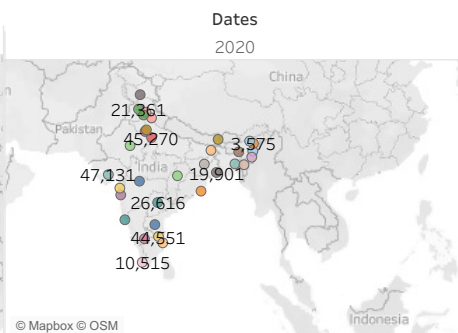 Dates
2020
China
21,361
Pakistan
45,270
3,575
India
47,131
19,901
26,616
44,551
10,515
Indonesia
© Mapbox © OSM